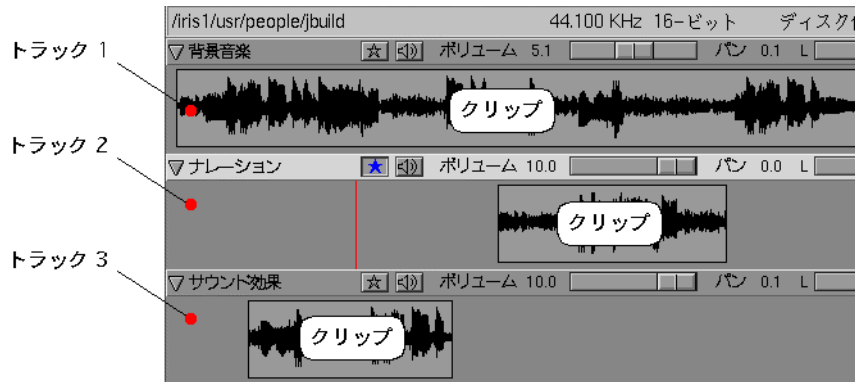 /iris1/usr/people/jbuild 44.100 KHz 16-ビット ディスク
トラック 1
▽背景音楽 ボリューム 5.1 パン 0.1 L
クリップ
トラック 2
▽ナレーション ボリューム 10.0 パン 0.0 L
クリップ
トラック 3
▽サウンド効果 ボリューム 10.0 パン 0.1 L
クリップ